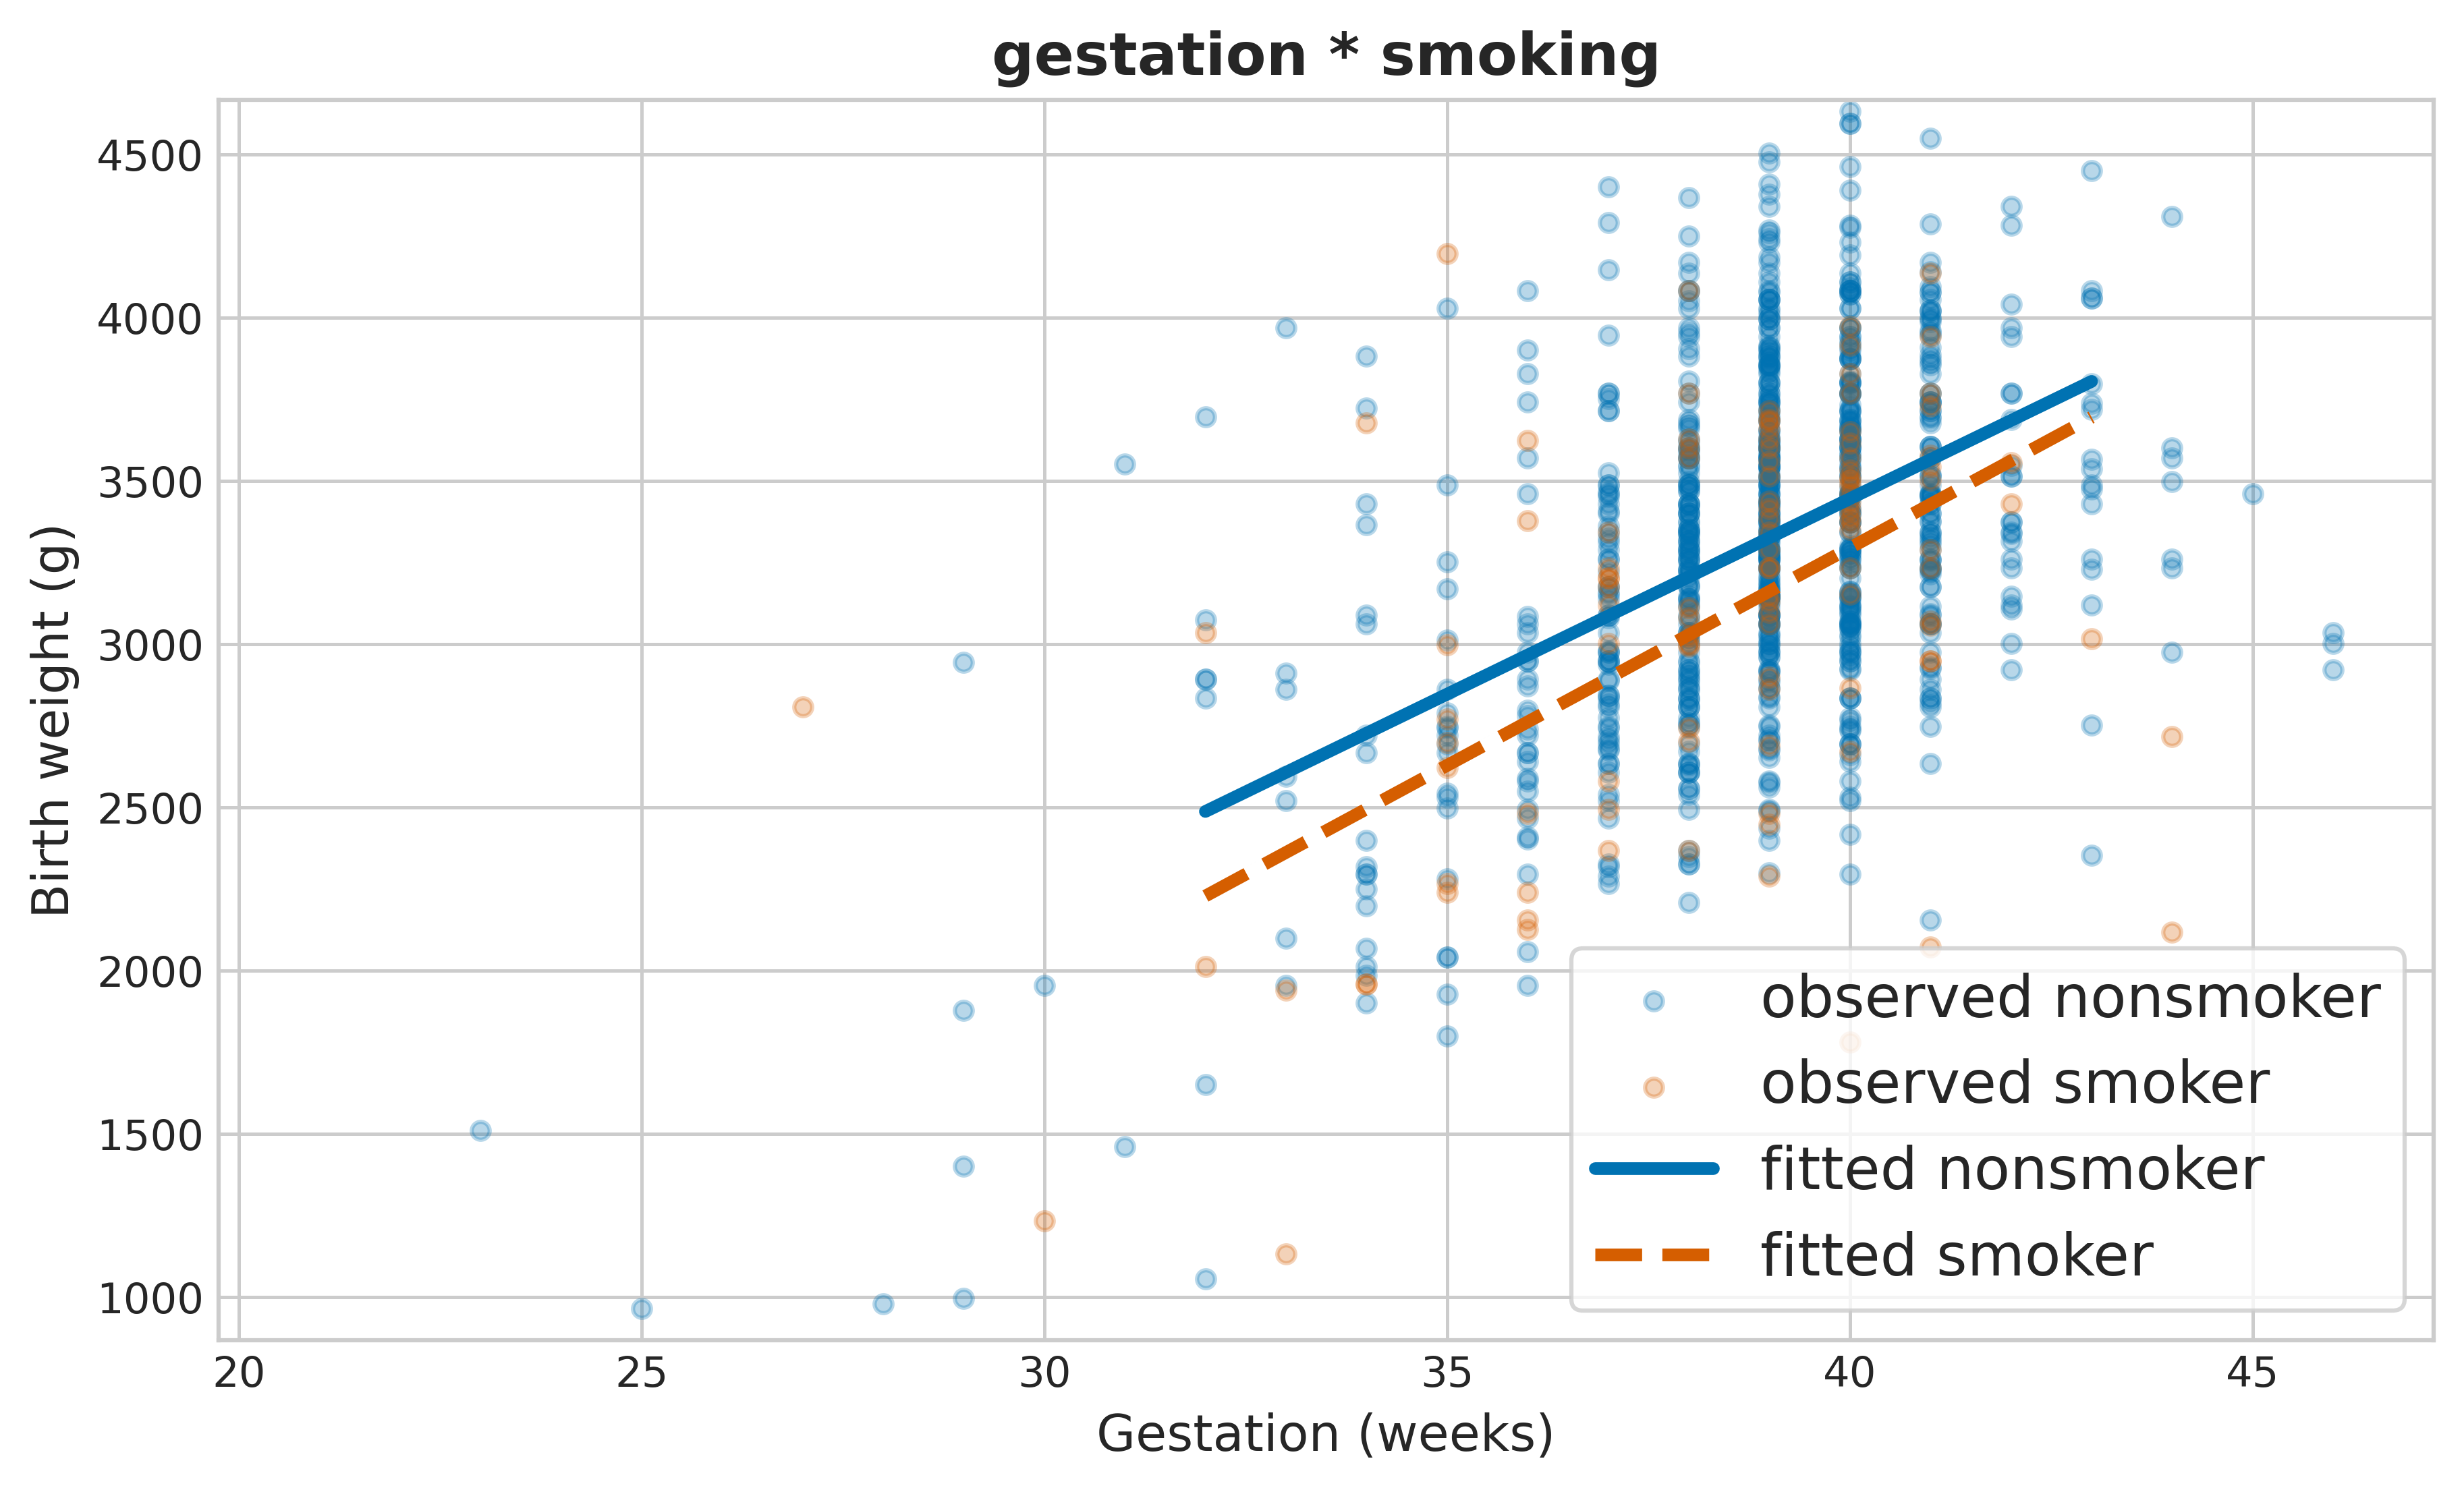 gestation * smoking
4500
4000
3500
3000
2500
2000
1500
1000
Birth weight (g)
observed nonsmoker
observed smoker
fitted nonsmoker
fitted smoker
20 25 30 35 40 45
Gestation (weeks)